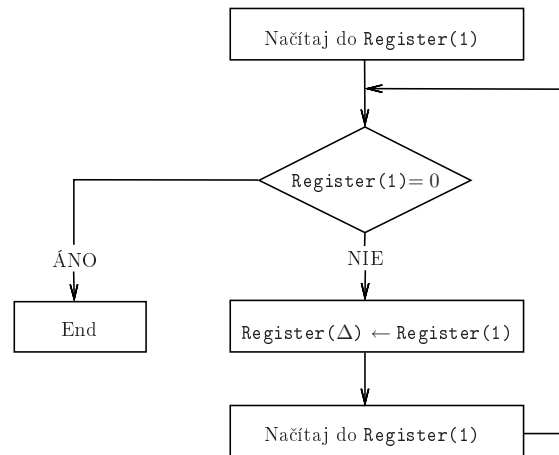 Načítaj do Register(1)
Register(1)= 0
ÁNO
NIE
End
Register(Δ) ← Register(1)
Načítaj do Register(1)